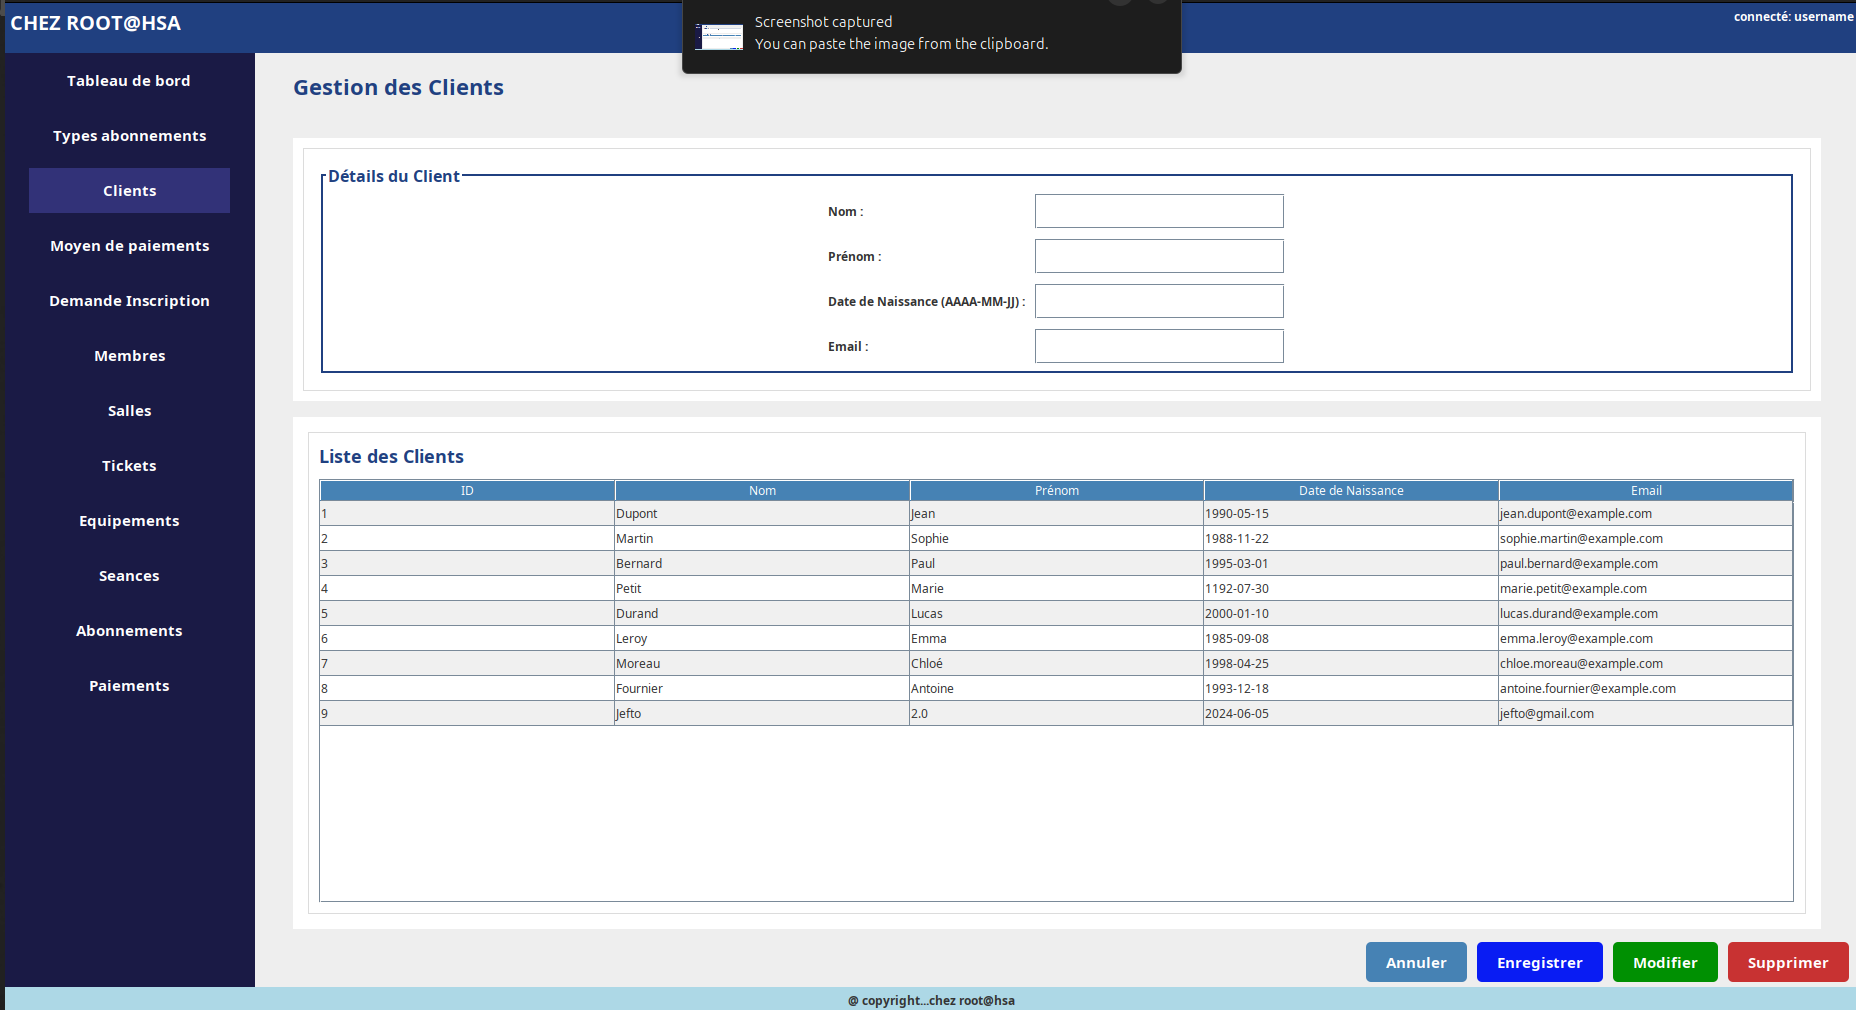 CHEZ ROOT@HSA
Screenshot captured
You can paste the image from the clipboard.
connecté: username
Tableau de bord
Types abonnements
Clients
Moyen de paiements
Demande Inscription
Membres
Salles
Tickets
Equipements
Seances
Abonnements
Paiements
Gestion des Clients
Détails du Client
Nom :
Prénom :
Date de Naissance (AAAA-MM-JJ) :
Email :
Liste des Clients
ID Nom Prénom Date de Naissance Email
1 Dupont Jean 1990-05-15 jean.dupont@example.com
2 Martin Sophie 1988-11-22 sophie.martin@example.com
3 Bernard Paul 1995-03-01 paul.bernard@example.com
4 Petit Marie 1192-07-30 marie.petit@example.com
5 Durand Lucas 2000-01-10 lucas.durand@example.com
6 Leroy Emma 1985-09-08 emma.leroy@example.com
7 Moreau Chloé 1998-04-25 chloe.moreau@example.com
8 Fournier Antoine 1993-12-18 antoine.fournier@example.com
9 Jefto 2.0 2024-06-05 jefto@gmail.com
Annuler Enregistrer Modifier Supprimer
@ copyright...chez root@hsa